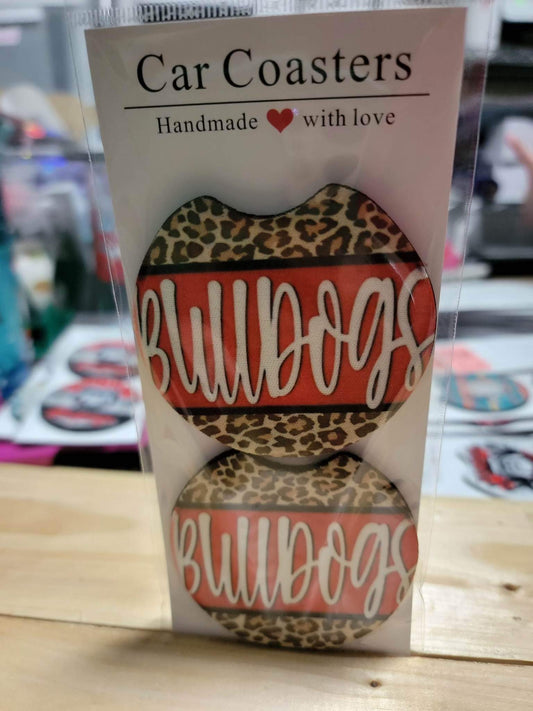 Car Coasters
Handmade ❤ with love
BUllDogs
BUllDogs